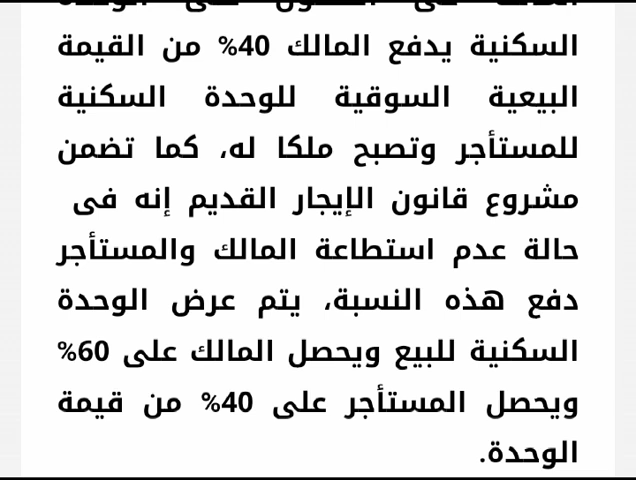 السكنية يدفع المالك 40% من القيمة
البيعية السوقية للوحدة السكنية
للمستأجر وتصبح ملكا له، كما تضمن
مشروع قانون الإيجار القديم إنه فى
حالة عدم استطاعة المالك والمستأجر
دفع هذه النسبة، يتم عرض الوحدة
السكنية للبيع ويحصل المالك على 60%
ويحصل المستأجر على 40% من قيمة
الوحدة.